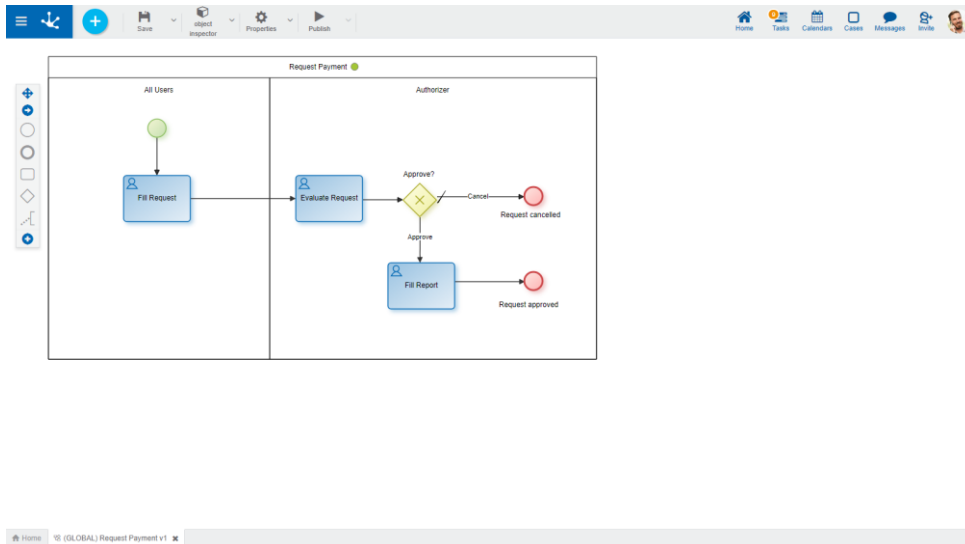 Save
object
inspector
Properties
Publish
Home
6
Tasks
Calendars
Cases
Messages
Invite
Request Payment
All Users
Authorizer
Fill Request
Evaluate Request
Approve?
Cancel
Request cancelled
Approve
Fill Report
Request approved
Home
(GLOBAL) Request Payment v1